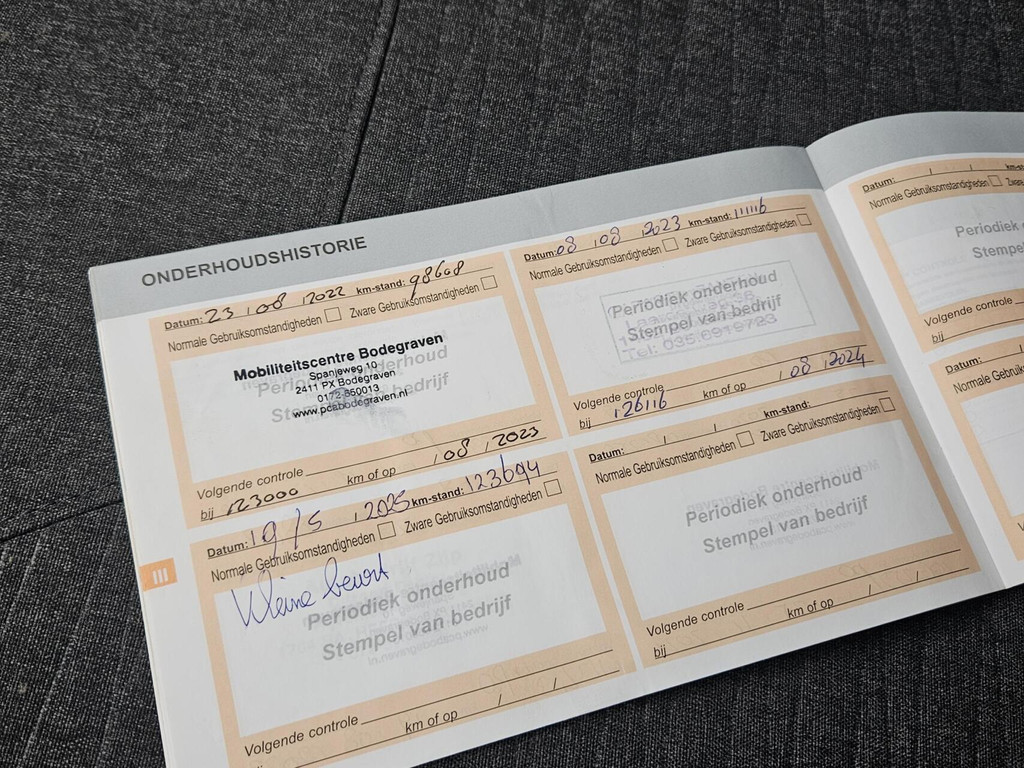 ONDERHOUDSHISTORIE
Datum: 23 / 08 / 2022 km-stand: 98608
Normale Gebruiksomstandigheden Zware Gebruiksomstandigheden
Mobiliteitscentre Bodegraven
Spanjeweg 10
2411 PX Bodegraven
0172-650013
www.pcabodegraven.nl
Periodiek onderhoud
Stempel van bedrijf
Volgende controle
bij 123000 km of op / 08 / 2023
Datum: 08 / 08 / 2023 km-stand: 111116
Normale Gebruiksomstandigheden Zware Gebruiksomstandigheden
Periodiek onderhoud
Stempel van bedrijf
Tel: 035.6919723
Volgende controle
bij 126116 km of op / 08 / 2024
III
Datum: 19 / 5 / 2025 km-stand: 123694
Normale Gebruiksomstandigheden Zware Gebruiksomstandigheden
Kleine beurt
Periodiek onderhoud
Stempel van bedrijf
Volgende controle
km of op / /
Datum: / / km-stand:
Normale Gebruiksomstandigheden Zware Gebruiksomstandigheden
Periodiek onderhoud
Stempel van bedrijf
Volgende controle
bij km of op / /
Datum: / /
Normale Gebruiksomstandigheden
Stempel
Volgende controle
bij
Datum: